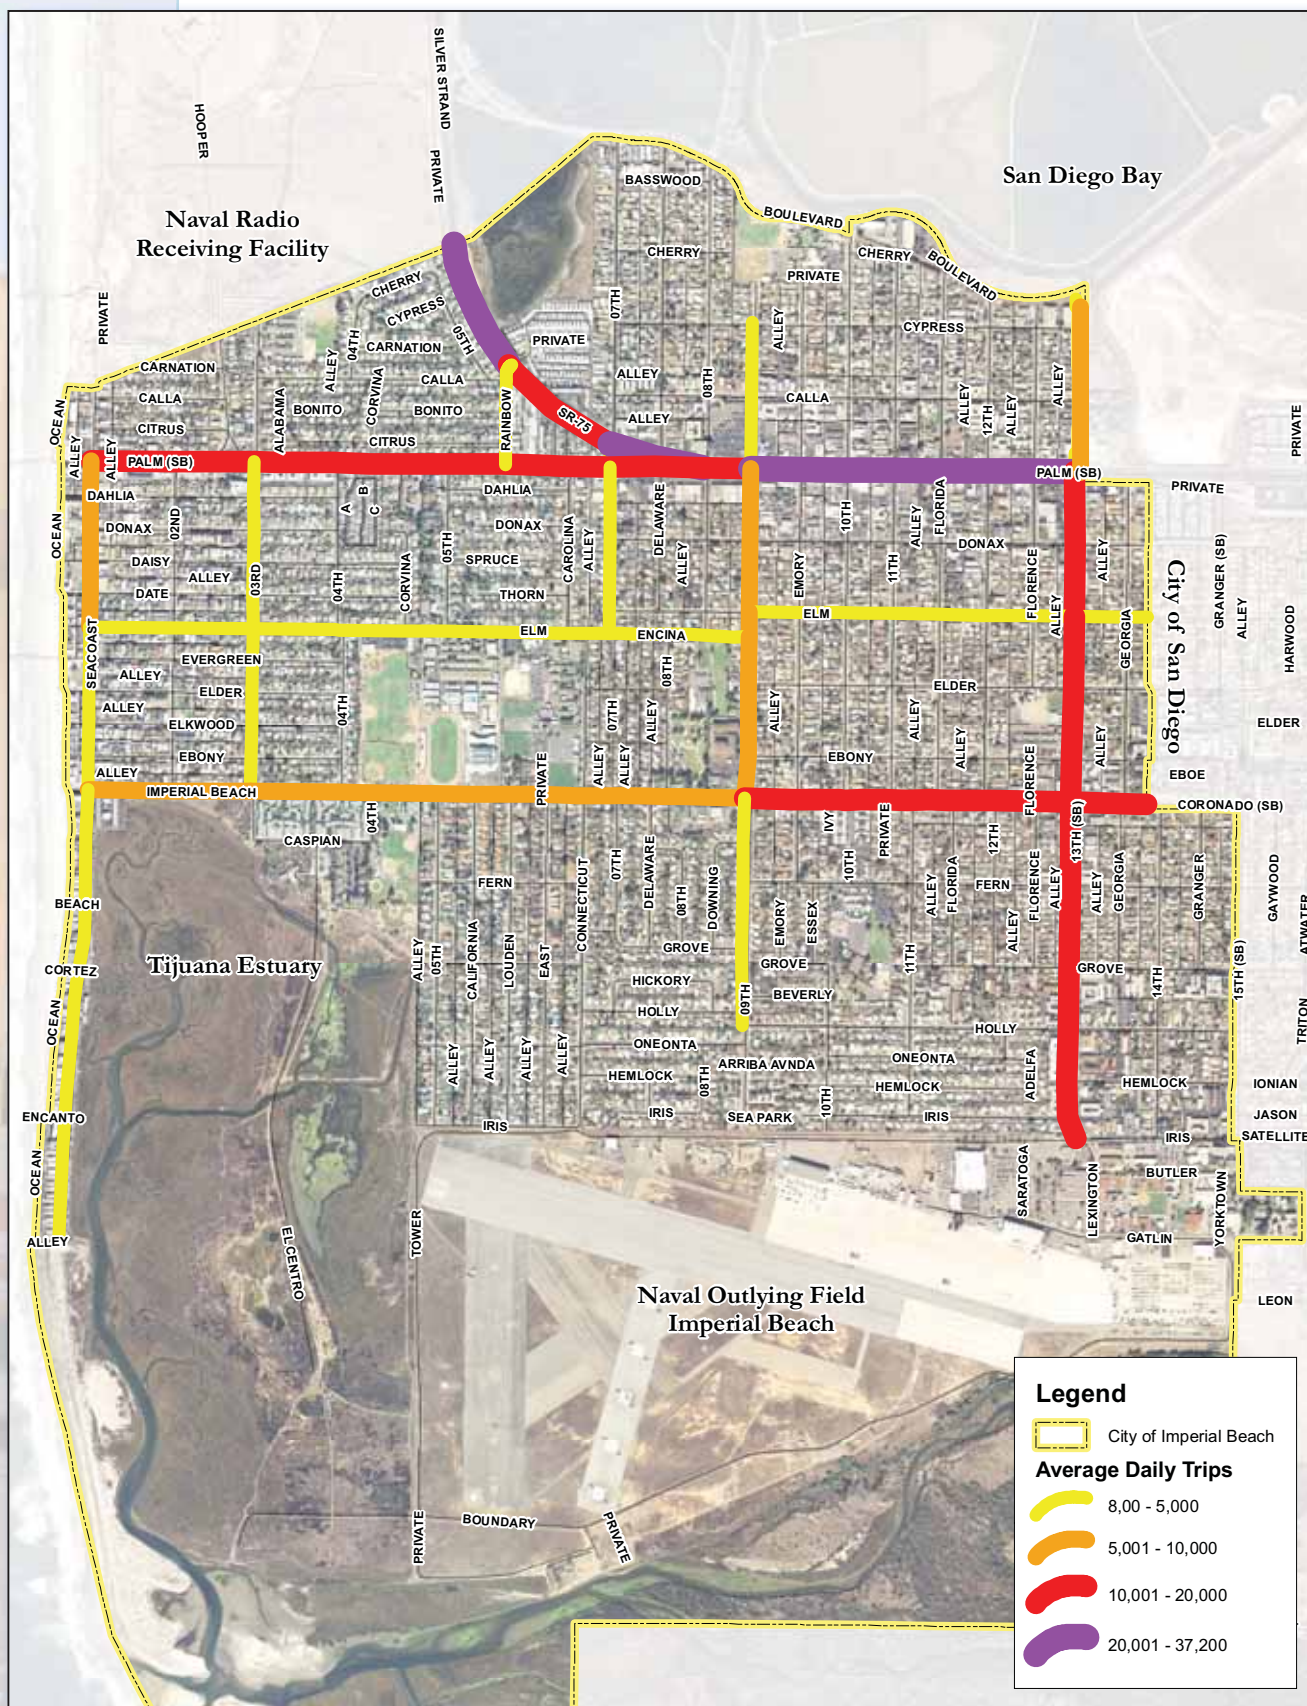 SILVER STRAND
HOOPER
PRIVATE
San Diego Bay
BASSWOOD
Naval Radio
Receiving Facility
BOULEVARD
CHERRY
CHERRY
BOULEVARD
PRIVATE
CHERRY
CYPRESS
07TH
PRIVATE
05TH
04TH
CARNATION
PRIVATE
ALLEY
CYPRESS
CARNATION
ALLEY
CORVINA
CALLA
ALLEY
08TH
ALLEY
CALLA
BONITO
BONITO
RAINBOW
SR-75
ALLEY
CALLA
ALLEY
12TH
ALLEY
PRIVATE
OCEAN
CITRUS
ALABAMA
CITRUS
ALLEY
ALLEY
PALM (SB)
PALM (SB)
PRIVATE
DAHLIA
B
A
C
DAHLIA
DELAWARE
10TH
ALLEY
FLORIDA
DONAX
02ND
DONAX
CAROLINA
ALLEY
DONAX
OCEAN
DAISY
05TH
SPRUCE
ALLEY
11TH
ALLEY
GRANGER (SB)
ALLEY
03RD
04TH
CORVINA
EMORY
FLORENCE
DATE
THORN
ALLEY
City of San Diego
ALLEY
HARWOOD
ELM
ENCINA
ELM
GEORGIA
SEACOAST
EVERGREEN
ALLEY
08TH
ELDER
ELDER
ALLEY
04TH
07TH
ALLEY
ALLEY
ALLEY
ELKWOOD
ELDER
EBONY
EBONY
ALLEY
ALLEY
ALLEY
ALLEY
ALLEY
PRIVATE
FLORENCE
EBOE
IMPERIAL BEACH
CORONADO (SB)
04TH
IVY
PRIVATE
13TH (SB)
CASPIAN
12TH
CONNECTICUT
07TH
DELAWARE
10TH
FERN
08TH
DOWNING
ALLEY
FLORIDA
FERN
FLORENCE
ALLEY
ALLEY
GEORGIA
GRANGER
GAYWOOD
BEACH
EMORY
ESSEX
ALLEY
ATWATER
GROVE
CORTEZ
Tijuana Estuary
ALLEY
05TH
CALIFORNIA
LOUDEN
EAST
GROVE
11TH
GROVE
14TH
15TH (SB)
HICKORY
BEVERLY
09TH
OCEAN
HOLLY
HOLLY
TRITON
ONEONTA
ALLEY
ALLEY
ALLEY
ALLEY
ARRIBA AVNDA
ONEONTA
ADELFA
HEMLOCK
08TH
HEMLOCK
HEMLOCK
IONIAN
10TH
ENCANTO
IRIS
SEA PARK
IRIS
JASON
IRIS
IRIS
SATELLITE
OCEAN
SARATOGA
BUTLER
LEXINGTON
YORKTOWN
ALLEY
TOWER
GATLIN
EL CENTRO
Naval Outlying Field
Imperial Beach
LEON
Legend
City of Imperial Beach
Average Daily Trips
8,00 - 5,000
5,001 - 10,000
10,001 - 20,000
20,001 - 37,200
PRIVATE
BOUNDARY
PRIVATE